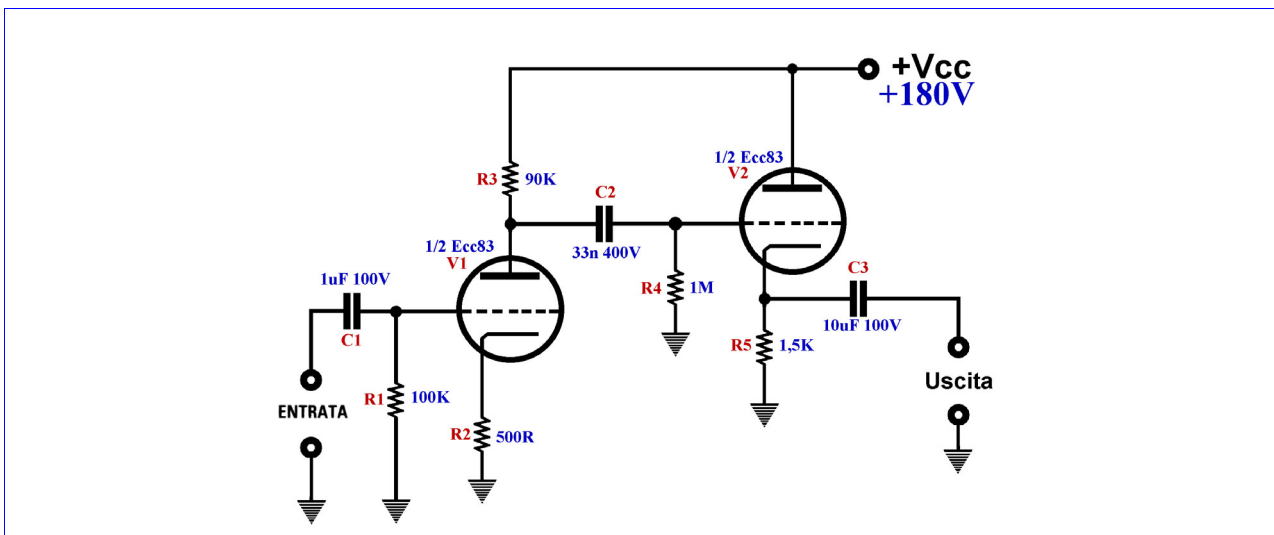 +Vcc
+180V
1/2 Ecc83
V2
R3 90K
C2
33n 400V
1/2 Ecc83
V1
R4 1M
C3
10uF 100V
1uF 100V
C1
R5 1,5K
Uscita
ENTRATA
R1 100K
R2 500R